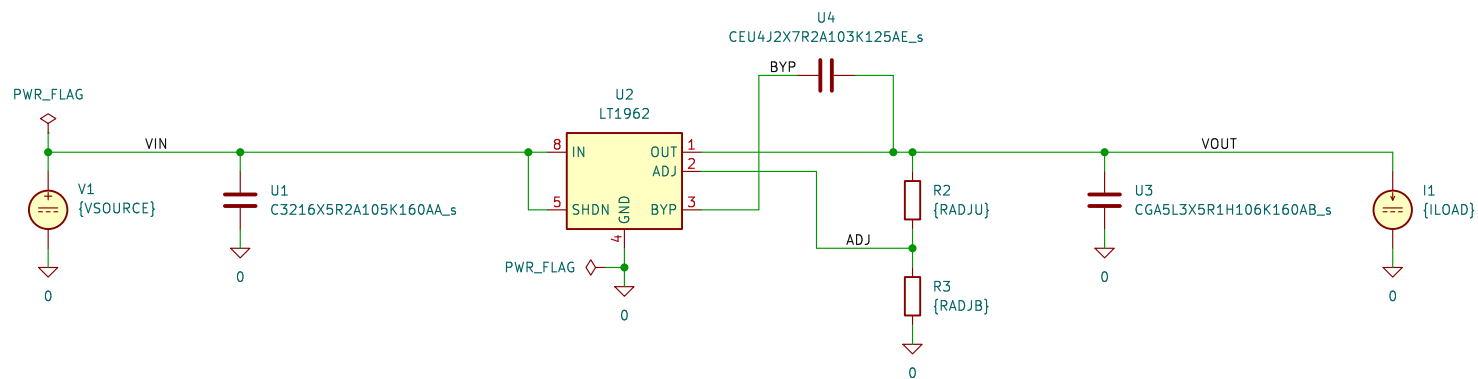 U4
CEU4J2X7R2A103K125AE_s
BYP
PWR_FLAG
U2
LT1962
VIN
8
IN
OUT
1
VOUT
ADJ
2
V1
{VSOURCE}
U1
C3216X5R2A105K160AA_s
5
SHDN
GND
BYP
3
R2
{RADJU}
U3
CGA5L3X5R1H106K160AB_s
I1
{ILOAD}
4
ADJ
PWR_FLAG
0
0
0
0
0
R3
{RADJB}
0